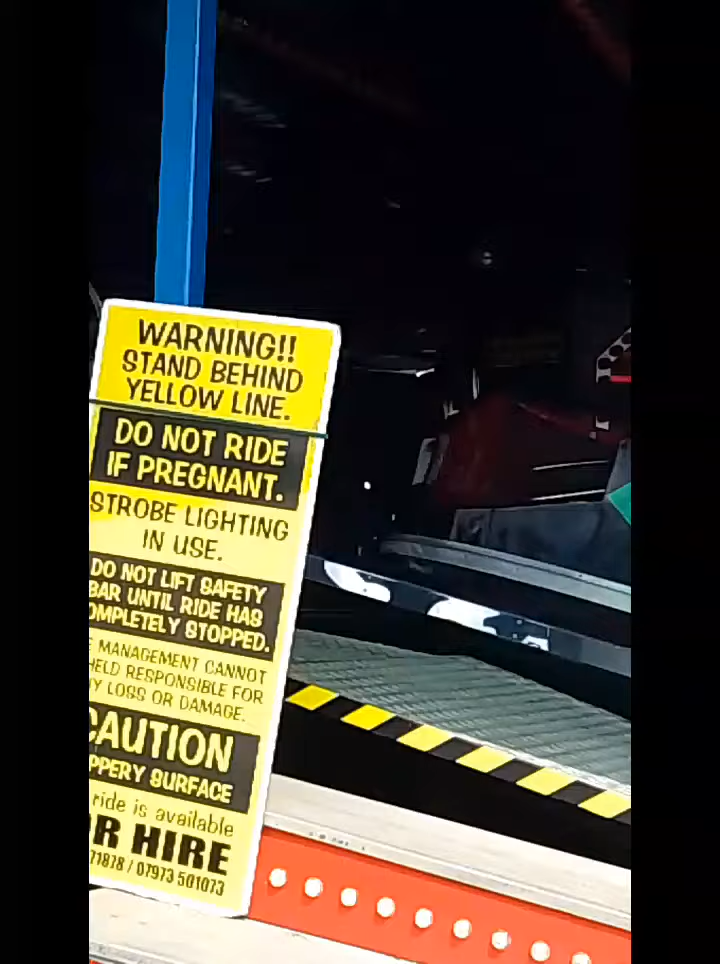 WARNING!!
STAND BEHIND
YELLOW LINE.
DO NOT RIDE
IF PREGNANT.
STROBE LIGHTING
IN USE.
DO NOT LIFT SAFETY
BAR UNTIL RIDE HAS
OMPLETELY STOPPED.
E MANAGEMENT CANNOT
HELD RESPONSIBLE FOR
Y LOSS OR DAMAGE.
CAUTION
PPERY SURFACE
ride is available
R HIRE
71878 / 07973 501073